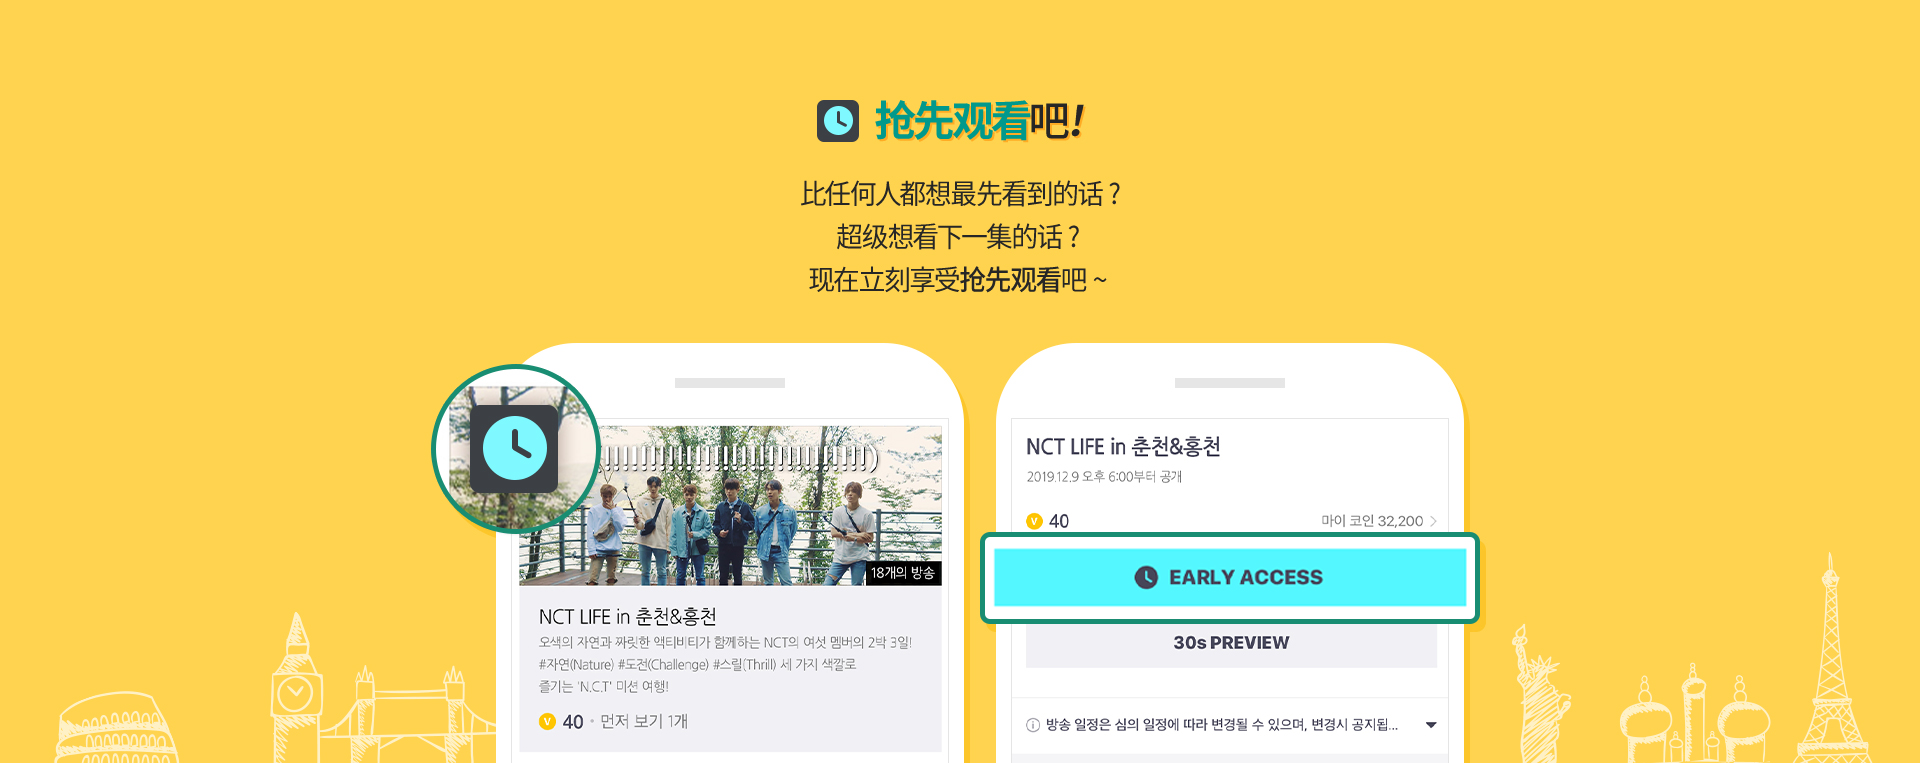 抢先观看吧!
比任何人都想最先看到的话?
超级想看下一集的话?
现在立刻享受抢先观看吧~
18개의 방송
NCT LIFE in 춘천&홍천
오색의 자연과 짜릿한 액티비티가 함께하는 NCT의 여섯 멤버의 2박 3일!
#자연(Nature) #도전(Challenge) #스릴(Thrill) 세 가지 색깔로
즐기는 'N.C.T' 미션 여행!
V 40 • 먼저 보기 1개
NCT LIFE in 춘천&홍천
2019.12.9 오후 6:00부터 공개
V 40
마이 코인 32,200 >
EARLY ACCESS
30s PREVIEW
방송 일정은 심의 일정에 따라 변경될 수 있으며, 변경시 공지됩...